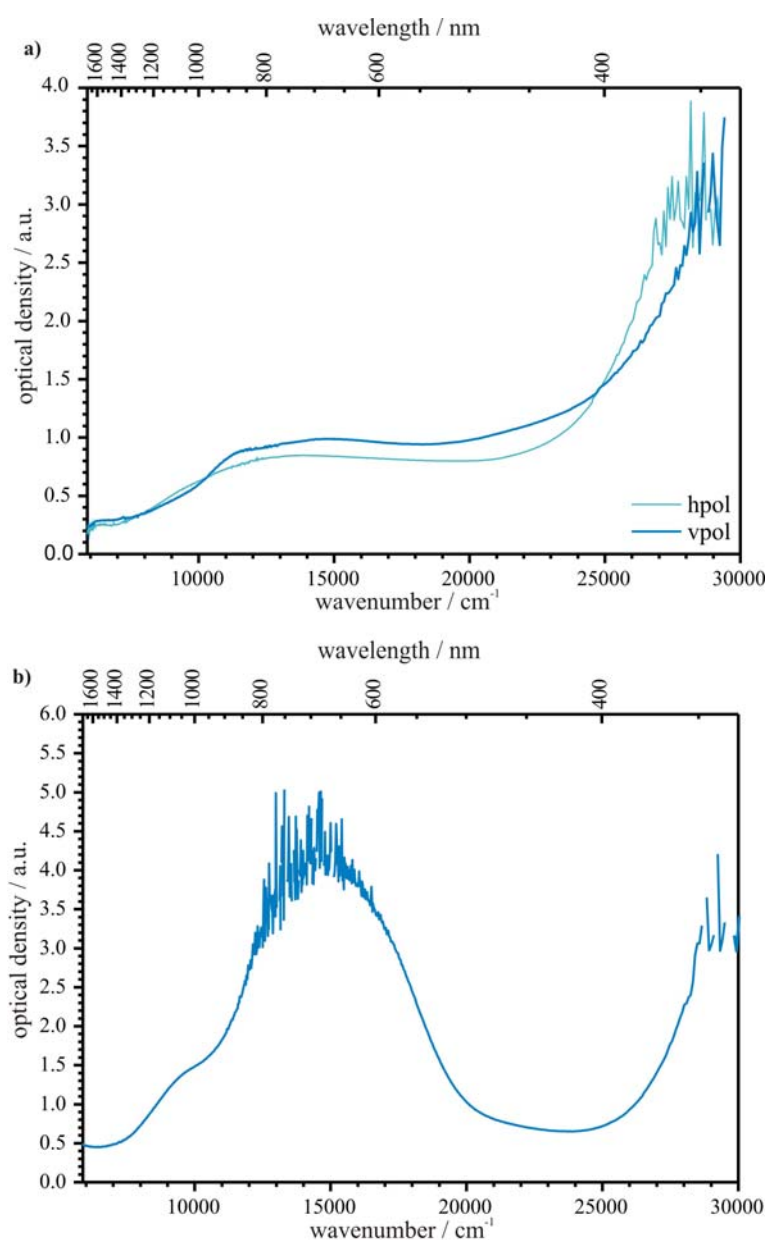 wavelength / nm
a)
1600 1400 1200 1000 800 600 400
4.0
3.5
3.0
2.5
2.0
1.5
1.0
0.5
0.0
optical density / a.u.
hpol
vpol
10000 15000 20000 25000 30000
wavenumber / cm⁻¹
wavelength / nm
b)
1600 1400 1200 1000 800 600 400
6.0
5.5
5.0
4.5
4.0
3.5
3.0
2.5
2.0
1.5
1.0
0.5
0.0
optical density / a.u.
10000 15000 20000 25000 30000
wavenumber / cm⁻¹